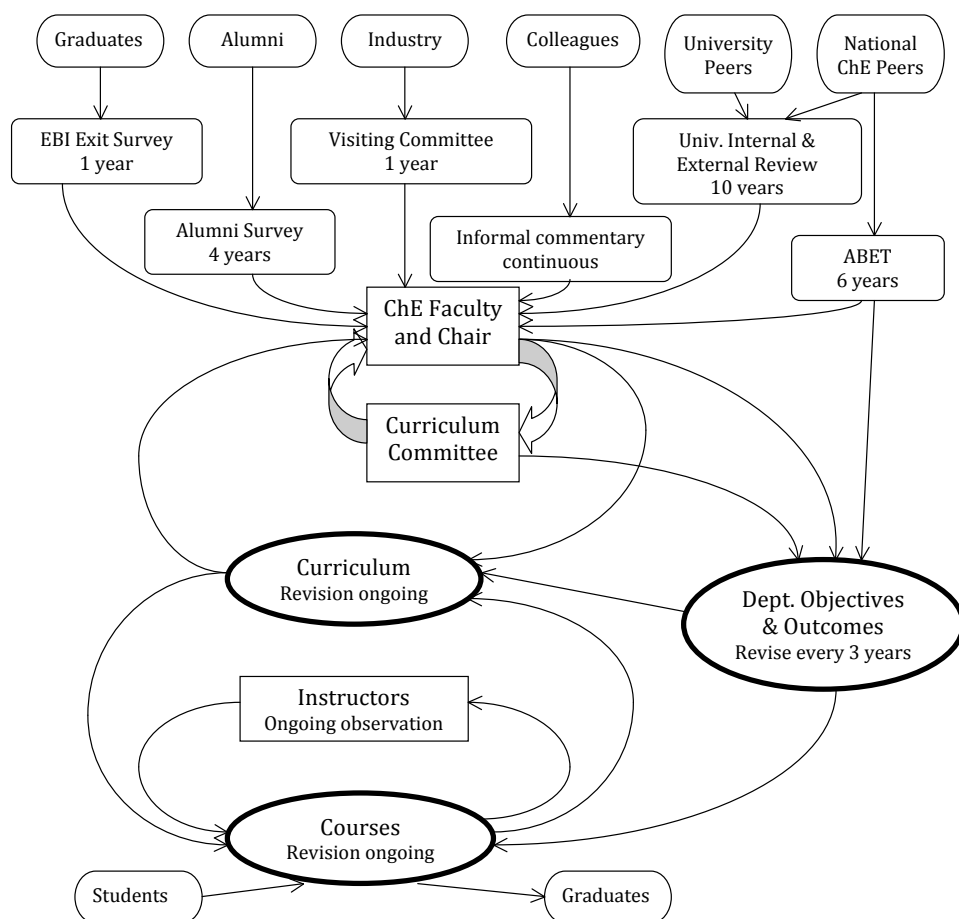 Graduates
Alumni
Industry
Colleagues
University
Peers
National
ChE Peers
EBI Exit Survey
1 year
Visiting Committee
1 year
Univ. Internal &
External Review
10 years
Alumni Survey
4 years
Informal commentary
continuous
ABET
6 years
ChE Faculty
and Chair
Curriculum
Committee
Curriculum
Revision ongoing
Dept. Objectives
& Outcomes
Revise every 3 years
Instructors
Ongoing observation
Courses
Revision ongoing
Students
Graduates